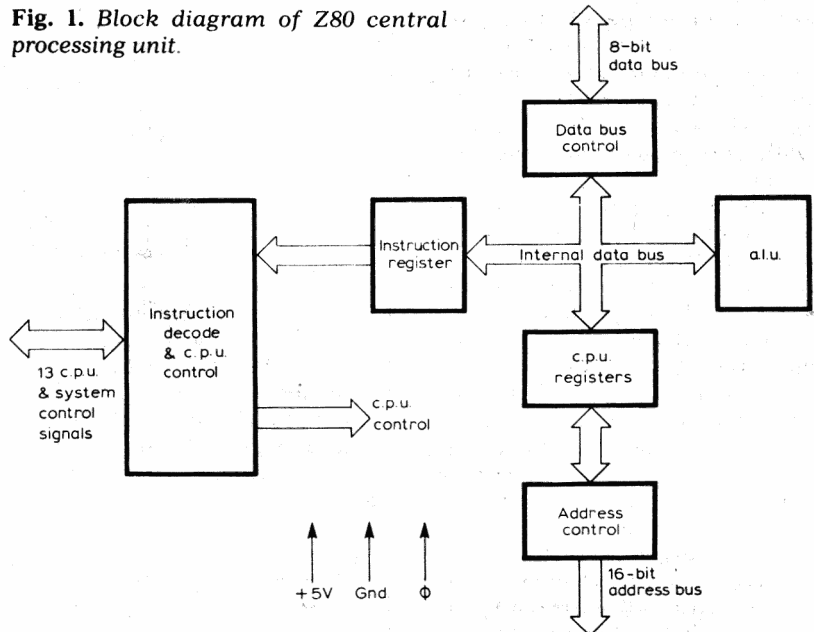 Fig. 1. Block diagram of Z80 central
processing unit.
8-bit
data bus
Data bus
control
Instruction
register
Internal data bus
a.l.u.
Instruction
decode
& c.p.u.
control
13 c.p.u.
& system
control
signals
c.p.u.
control
c.p.u.
registers
Address
control
+5V
Gnd
Φ
16-bit
address bus